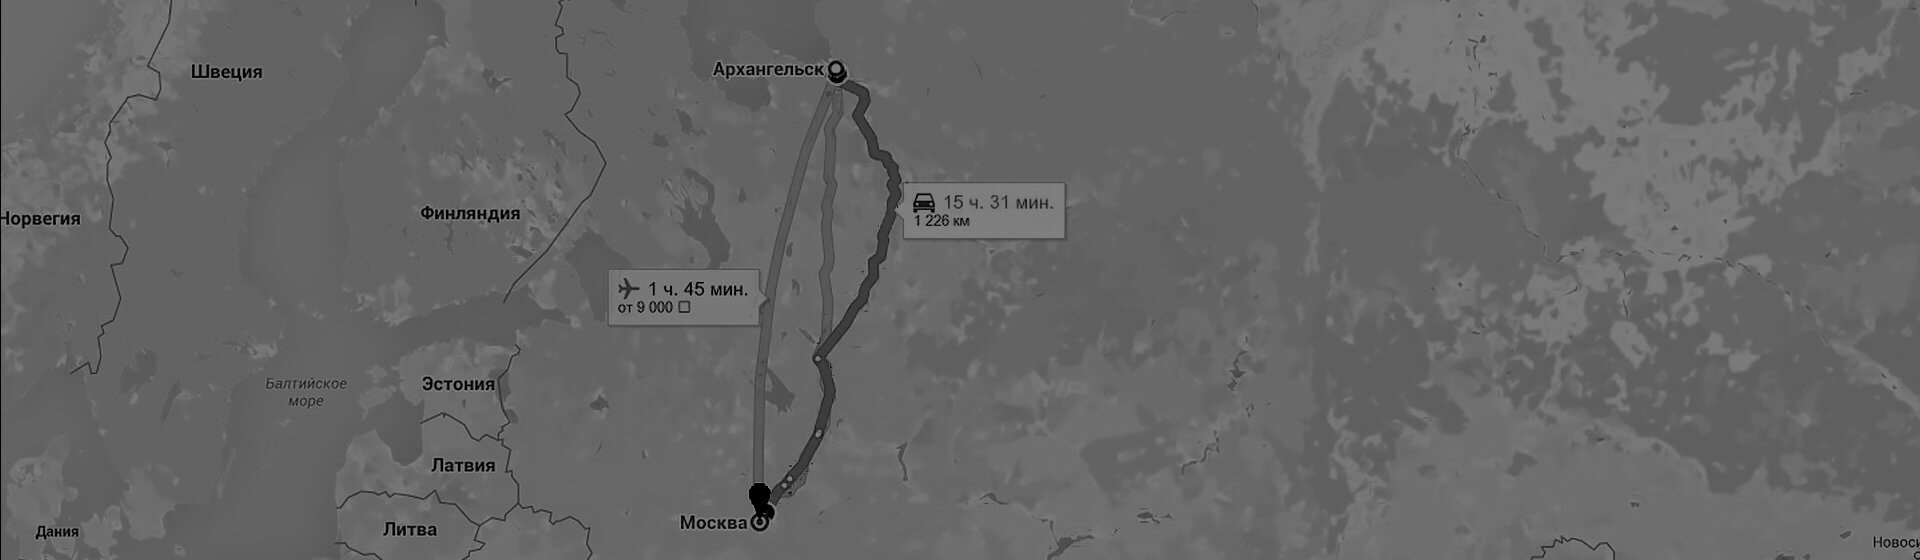 Швеция
Архангельск
15 ч. 31 мин.
1 226 км
Норвегия
Финляндия
1 ч. 45 мин.
от 9 000 □
Балтийское
море
Эстония
Латвия
Москва
Дания
Литва
Новоси